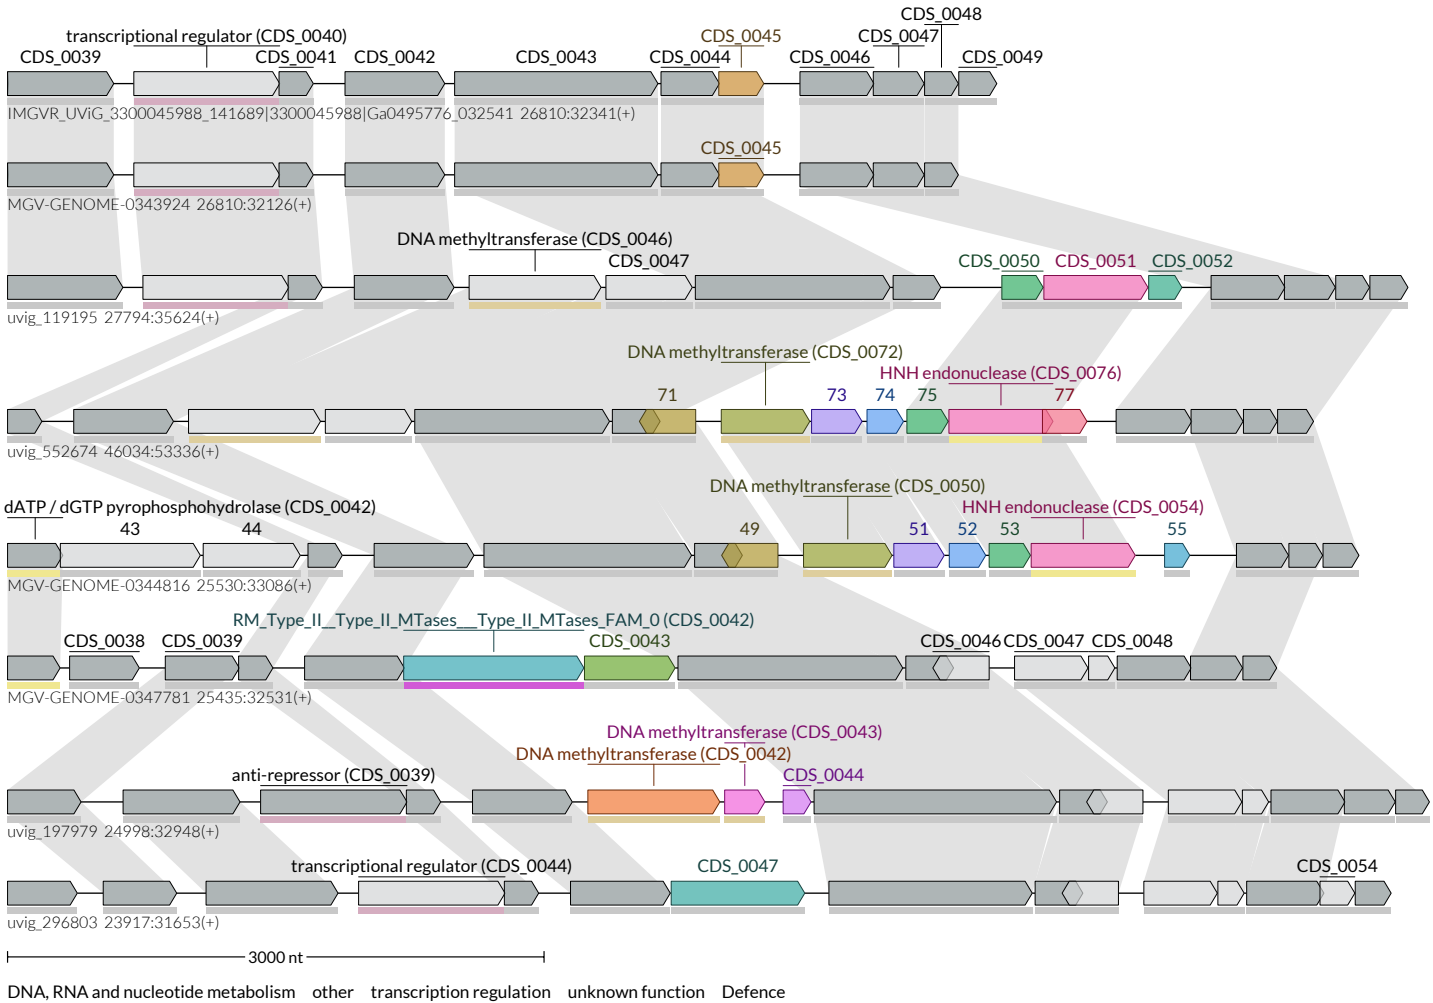 CDS_0048
transcriptional regulator (CDS_0040) CDS_0045 CDS_0047
CDS_0039 CDS_0041 CDS_0042 CDS_0043 CDS_0044 CDS_0046 CDS_0049
IMGVR_UViG_3300045988_141689|3300045988|Ga0495776_032541 26810:32341(+)
CDS_0045
MGV-GENOME-0343924 26810:32126(+)
DNA methyltransferase (CDS_0046)
CDS_0047 CDS_0050 CDS_0051 CDS_0052
uvig_119195 27794:35624(+)
DNA methyltransferase (CDS_0072)
HNH endonuclease (CDS_0076)
71 73 74 75 77
uvig_552674 46034:53336(+)
DNA methyltransferase (CDS_0050)
dATP / dGTP pyrophosphohydrolase (CDS_0042) HNH endonuclease (CDS_0054)
43 44 49 51 52 53 55
MGV-GENOME-0344816 25530:33086(+)
RM_Type_II__Type_II_MTases___Type_II_MTases_FAM_0 (CDS_0042)
CDS_0038 CDS_0039 CDS_0043 CDS_0046 CDS_0047 CDS_0048
MGV-GENOME-0347781 25435:32531(+)
DNA methyltransferase (CDS_0043)
DNA methyltransferase (CDS_0042)
anti-repressor (CDS_0039) CDS_0044
uvig_197979 24998:32948(+)
transcriptional regulator (CDS_0044) CDS_0047 CDS_0054
uvig_296803 23917:31653(+)
3000 nt
DNA, RNA and nucleotide metabolism other transcription regulation unknown function Defence